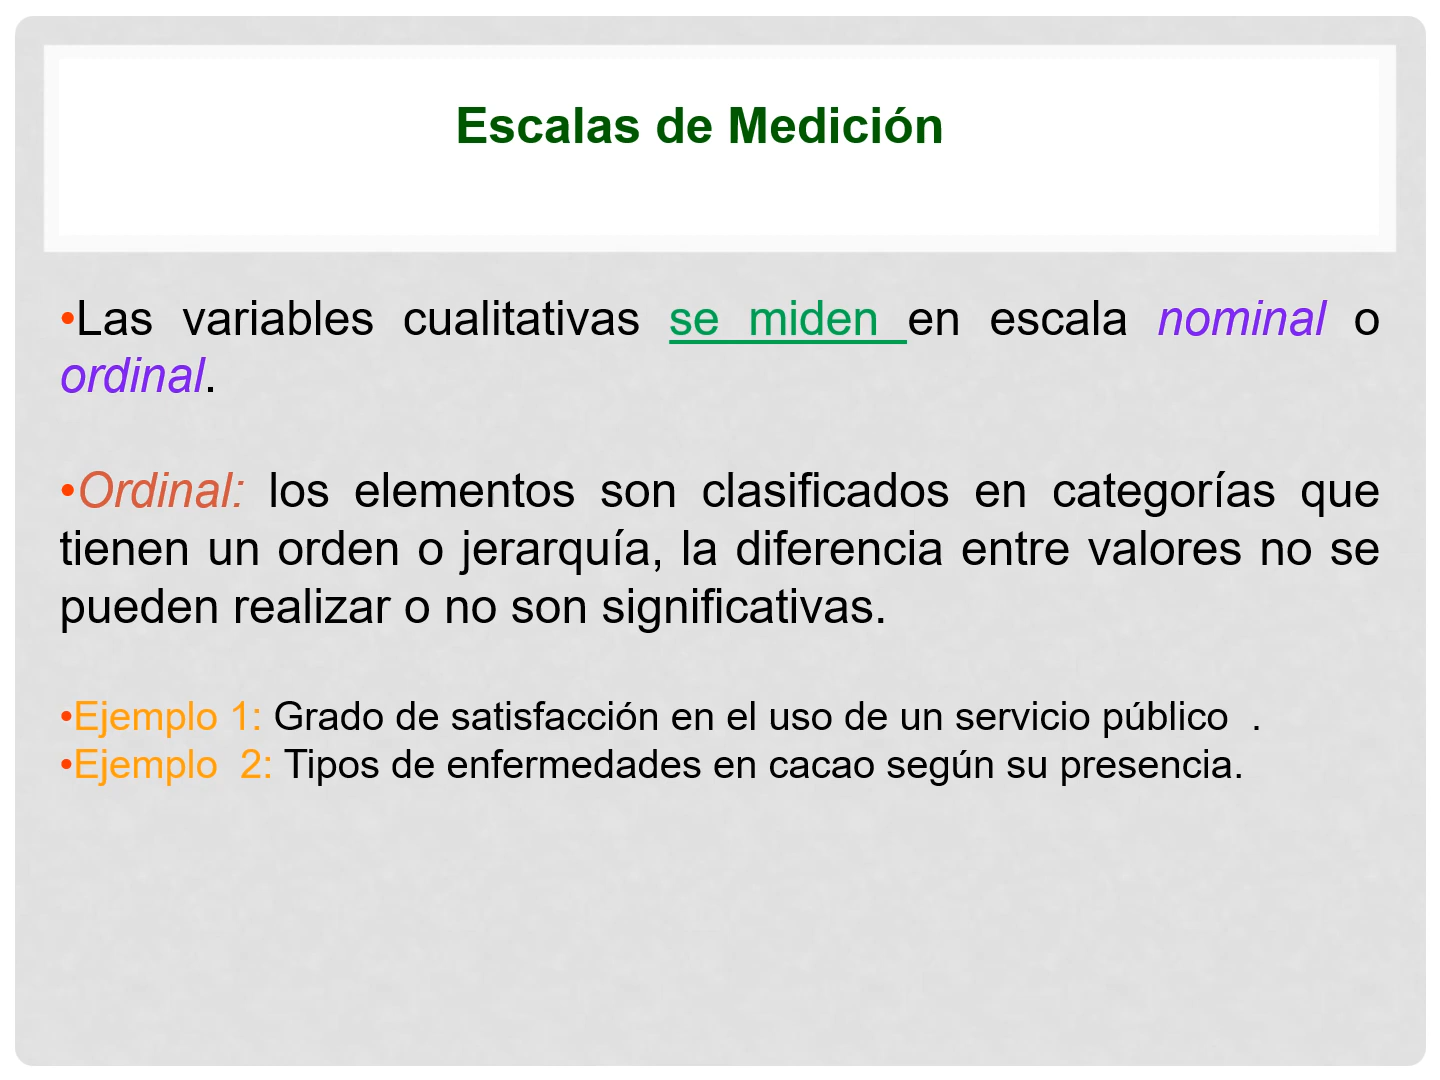 Escalas de Medición
•Las variables cualitativas se miden en escala nominal o
ordinal.
•Ordinal: los elementos son clasificados en categorías que
tienen un orden o jerarquía, la diferencia entre valores no se
pueden realizar o no son significativas.
•Ejemplo 1: Grado de satisfacción en el uso de un servicio público .
•Ejemplo 2: Tipos de enfermedades en cacao según su presencia.